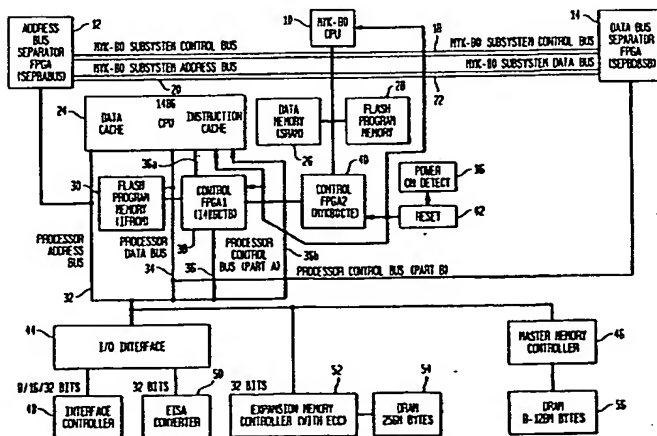 ADDRESS
BUS
SEPARATOR
FPGA
(SEPBABUS)
12
10
MYK-80
CPU
18
14
DATA BUS
SEPARATOR
FPGA
MYK-80 SUBSYSTEM CONTROL BUS
MYK-80 SUBSYSTEM CONTROL BUS
MYK-80 SUBSYSTEM ADDRESS BUS
MYK-80 SUBSYSTEM DATA BUS
20
22
24
DATA
CACHE
I486
CPU
INSTRUCTION
CACHE
DATA
MEMORY
(SRAM)
26
28
FLASH
PROGRAM
MEMORY
36a
40
30
FLASH
PROGRAM
MEMORY
CONTROL
FPGA1
CONTROL
FPGA2
POWER
ON DETECT
16
RESET
42
38
PROCESSOR
ADDRESS
BUS
PROCESSOR
DATA BUS
34
PROCESSOR
CONTROL
BUS (PART A)
36
36b
PROCESSOR CONTROL BUS (PART B)
32
44
I/O INTERFACE
MASTER MEMORY
CONTROLLER
46
8/16/32 BITS
32 BITS
50
32 BITS
52
54
48
INTERFACE
CONTROLLER
EISA
CONVERTER
EXPANSION MEMORY
CONTROLLER (WITH ECC)
DRAM
256M BYTES
DRAM
8-128M BYTES
56